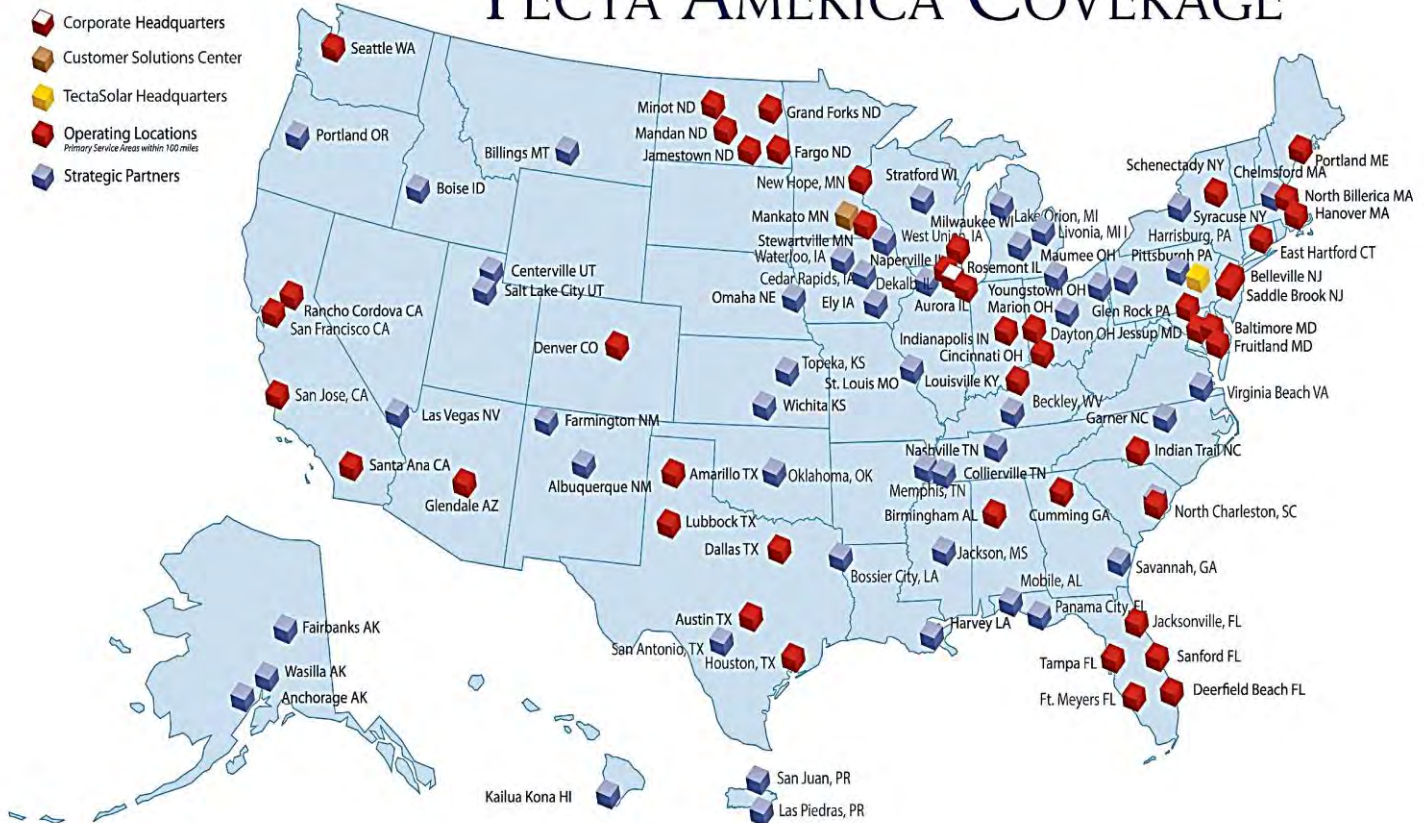 TECTA AMERICA COVERAGE
Corporate Headquarters
Customer Solutions Center
TectaSolar Headquarters
Operating Locations
Primary Service Areas within 100 miles
Strategic Partners
Seattle WA
Portland OR
Boise ID
Billings MT
Minot ND
Grand Forks ND
Mandan ND
Jamestown ND
Fargo ND
New Hope, MN
Stratford WI
Mankato MN
Stewartville MN
Milwaukee WI
Lake Orion, MI
Livonia, MI I
West Union, IA
Waterloo, IA
Naperville IL
Rosemont IL
Maumee OH
Cedar Rapids, IA
Dekalb IL
Omaha NE
Ely IA
Aurora IL
Youngstown OH
Marion OH
Pittsburgh PA
Harrisburg, PA
Schenectady NY
Chelmsford MA
Portland ME
North Billerica MA
Hanover MA
Syracuse NY
East Hartford CT
Belleville NJ
Saddle Brook NJ
Glen Rock PA
Jessup MD
Baltimore MD
Fruitland MD
Indianapolis IN
Dayton OH
Cincinnati OH
Centerville UT
Salt Lake City UT
Rancho Cordova CA
San Francisco CA
Denver CO
Topeka, KS
St. Louis MO
Louisville KY
Virginia Beach VA
San Jose, CA
Las Vegas NV
Farmington NM
Wichita KS
Beckley, WV
Garner NC
Nashville TN
Indian Trail NC
Santa Ana CA
Glendale AZ
Albuquerque NM
Amarillo TX
Oklahoma, OK
Collierville TN
Memphis, TN
Birmingham AL
Cumming GA
North Charleston, SC
Lubbock TX
Dallas TX
Bossier City, LA
Jackson, MS
Savannah, GA
Mobile, AL
Panama City, FL
Jacksonville, FL
Austin TX
San Antonio, TX
Houston, TX
Harvey LA
Tampa FL
Sanford FL
Ft. Meyers FL
Deerfield Beach FL
Fairbanks AK
Wasilla AK
Anchorage AK
Kailua Kona HI
San Juan, PR
Las Piedras, PR